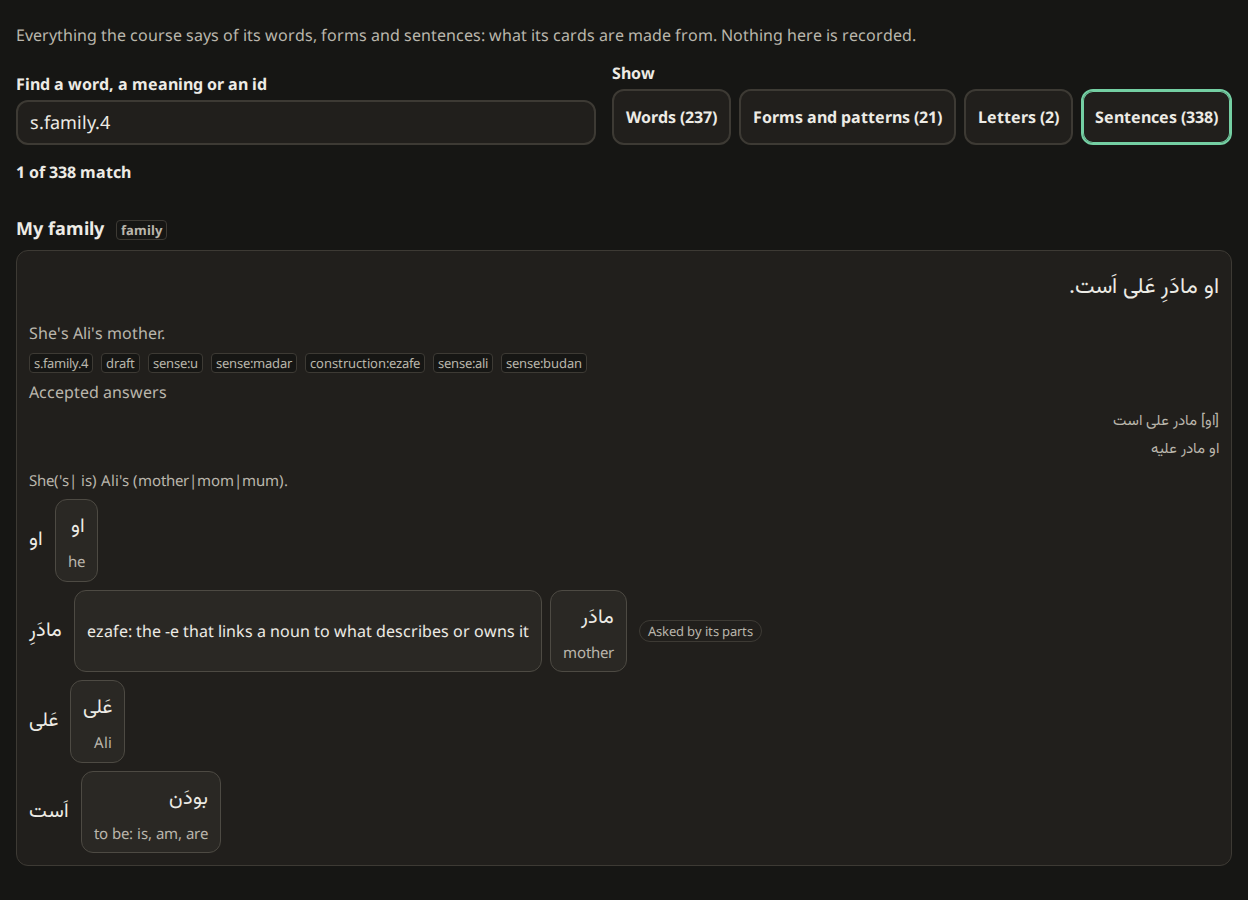 Everything the course says of its words, forms and sentences: what its cards are made from. Nothing here is recorded.
Find a word, a meaning or an id
s.family.4
Show
Words (237)
Forms and patterns (21)
Letters (2)
Sentences (338)
1 of 338 match
My family family
او مادَرِ عَلی اَست.
She's Ali's mother.
s.family.4 draft sense:u sense:madar construction:ezafe sense:ali sense:budan
Accepted answers
[او] مادر علی است
او مادر علیه
She('s| is) Ali's (mother|mom|mum).
او
او
he
مادَرِ
ezafe: the -e that links a noun to what describes or owns it
مادَر
mother
Asked by its parts
عَلی
عَلی
Ali
اَست
بودَن
to be: is, am, are